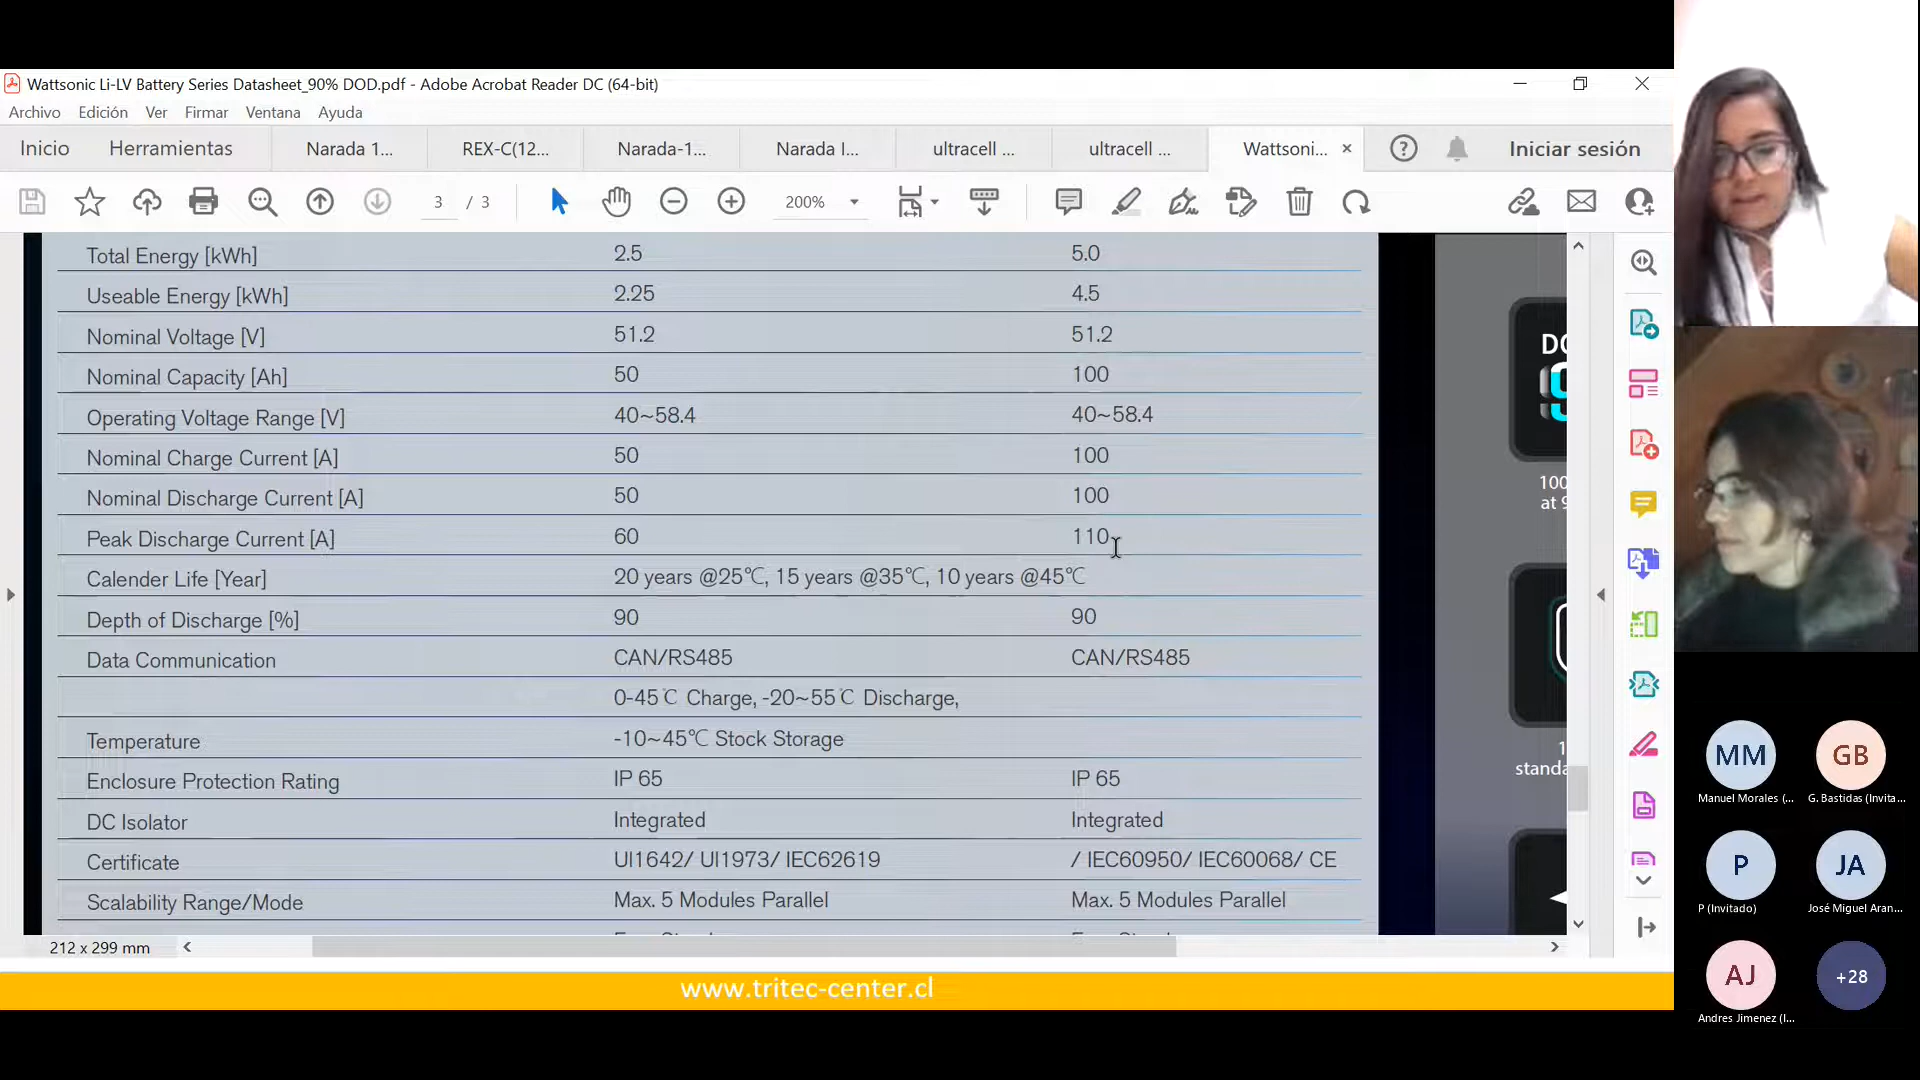 Wattsonic Li-LV Battery Series Datasheet_90% DOD.pdf - Adobe Acrobat Reader DC (64-bit)
Archivo Edición Ver Firmar Ventana Ayuda
Inicio Herramientas Narada 1... REX-C(12... Narada-1... Narada I... ultracell ... ultracell ... Wattsoni... Iniciar sesión
3 / 3 200%
Total Energy [kWh] 2.5 5.0
Useable Energy [kWh] 2.25 4.5
Nominal Voltage [V] 51.2 51.2
Nominal Capacity [Ah] 50 100
Operating Voltage Range [V] 40~58.4 40~58.4
Nominal Charge Current [A] 50 100
Nominal Discharge Current [A] 50 100
Peak Discharge Current [A] 60 110
Calender Life [Year] 20 years @25℃, 15 years @35℃, 10 years @45℃
Depth of Discharge [%] 90 90
Data Communication CAN/RS485 CAN/RS485
0-45℃ Charge, -20~55℃ Discharge,
Temperature -10~45℃ Stock Storage
Enclosure Protection Rating IP 65 IP 65
DC Isolator Integrated Integrated
Certificate UI1642/ UI1973/ IEC62619 / IEC60950/ IEC60068/ CE
Scalability Range/Mode Max. 5 Modules Parallel Max. 5 Modules Parallel
212 x 299 mm
DO
9
100
at 9
1
standa
www.tritec-center.cl
MM GB
Manuel Morales (... G. Bastidas (Invita...
P JA
P (Invitado) José Miguel Aran...
AJ +28
Andres Jimenez (I...